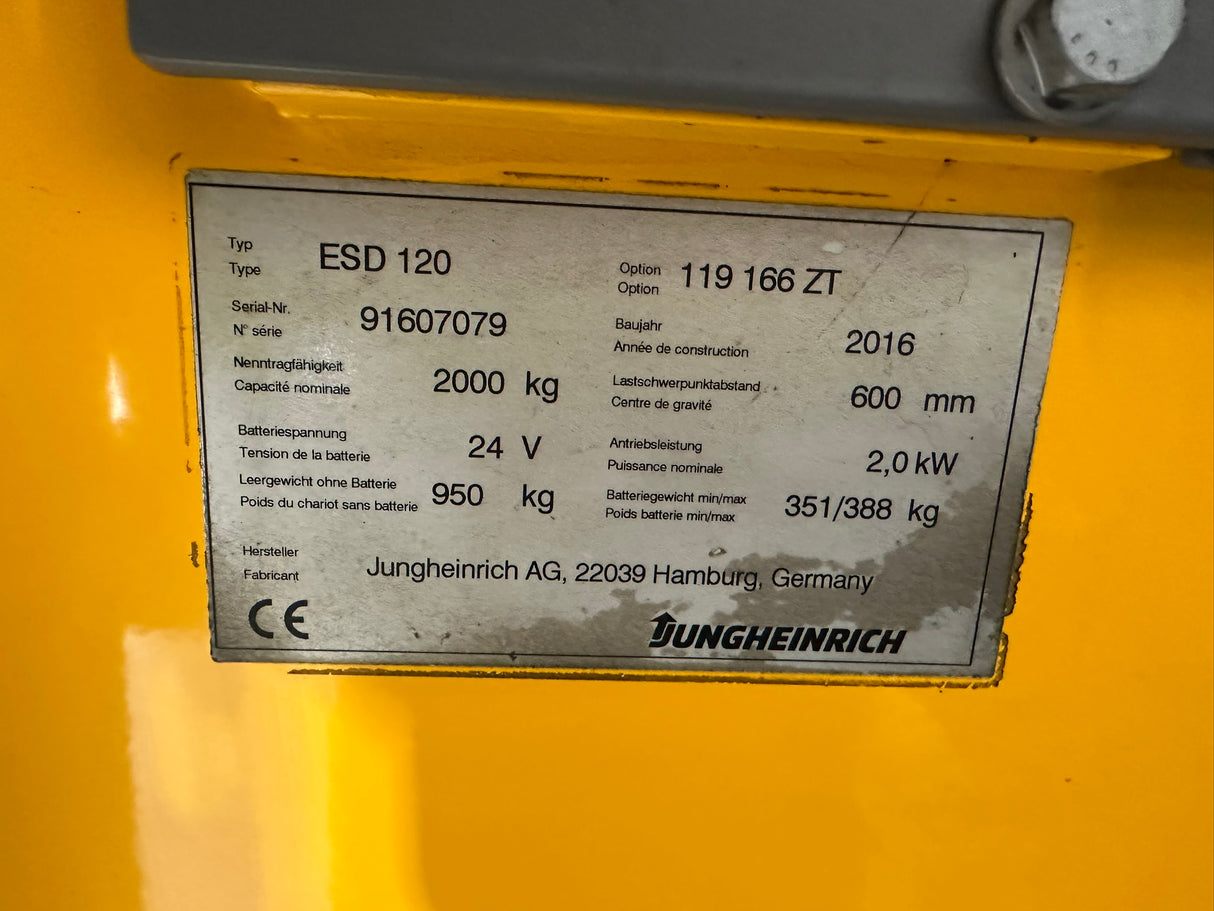 Typ
Type
ESD 120
Option
Option
119 166 ZT
Serial-Nr.
N° série
91607079
Baujahr
Année de construction
2016
Nenntragfähigkeit
Capacité nominale
2000 kg
Lastschwerpunktabstand
Centre de gravité
600 mm
Batteriespannung
Tension de la batterie
24 V
Antriebsleistung
Puissance nominale
2,0 kW
Leergewicht ohne Batterie
Poids du chariot sans batterie
950 kg
Batteriegewicht min/max
Poids batterie min/max
351/388 kg
Hersteller
Fabricant
Jungheinrich AG, 22039 Hamburg, Germany
CE
JUNGHEINRICH